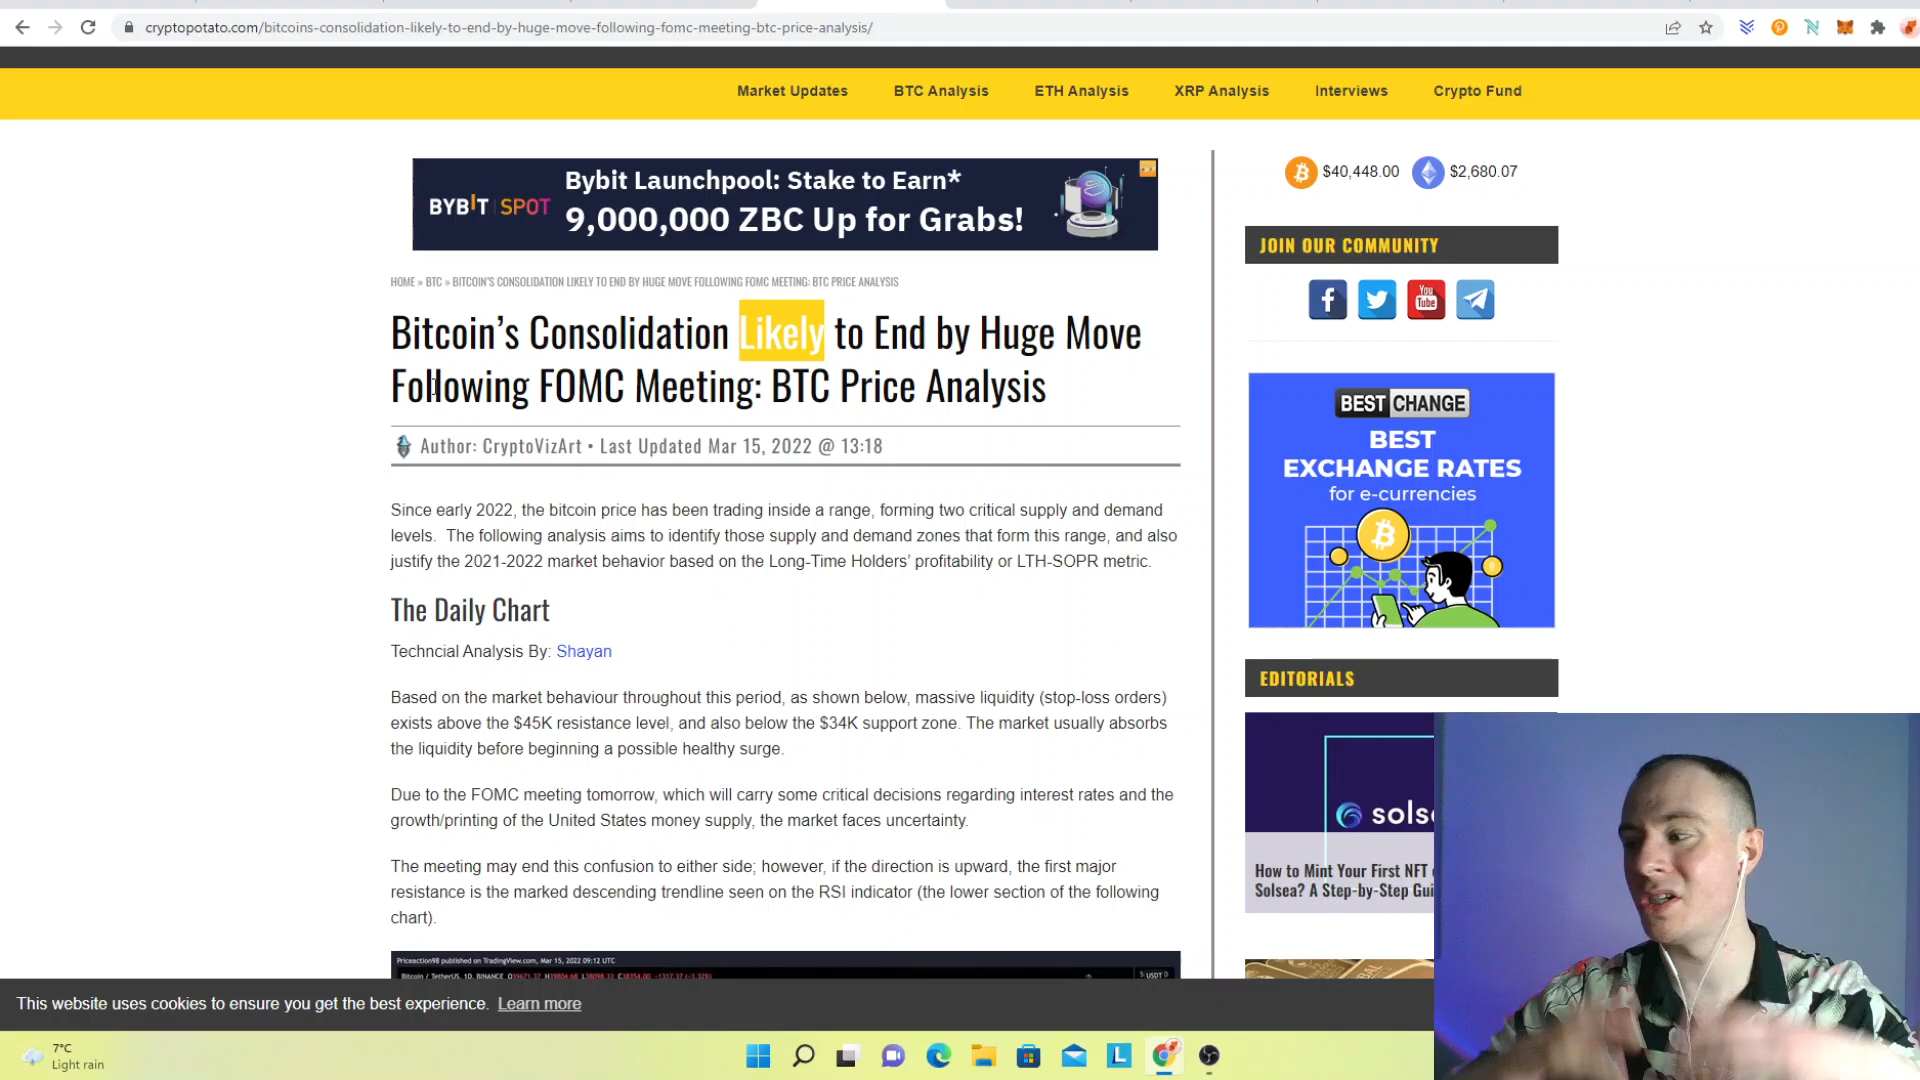 cryptopotato.com/bitcoins-consolidation-likely-to-end-by-huge-move-following-fomc-meeting-btc-price-analysis/
Market Updates BTC Analysis ETH Analysis XRP Analysis Interviews Crypto Fund
BYBIT SPOT
Bybit Launchpool: Stake to Earn*
9,000,000 ZBC Up for Grabs!
$40,448.00 $2,680.07
JOIN OUR COMMUNITY
You
Tube
HOME » BTC » BITCOIN'S CONSOLIDATION LIKELY TO END BY HUGE MOVE FOLLOWING FOMC MEETING: BTC PRICE ANALYSIS
Bitcoin’s Consolidation Likely to End by Huge Move
Following FOMC Meeting: BTC Price Analysis
Author: CryptoVizArt • Last Updated Mar 15, 2022 @ 13:18
Since early 2022, the bitcoin price has been trading inside a range, forming two critical supply and demand
levels. The following analysis aims to identify those supply and demand zones that form this range, and also
justify the 2021-2022 market behavior based on the Long-Time Holders’ profitability or LTH-SOPR metric.
The Daily Chart
Techncial Analysis By: Shayan
Based on the market behaviour throughout this period, as shown below, massive liquidity (stop-loss orders)
exists above the $45K resistance level, and also below the $34K support zone. The market usually absorbs
the liquidity before beginning a possible healthy surge.
Due to the FOMC meeting tomorrow, which will carry some critical decisions regarding interest rates and the
growth/printing of the United States money supply, the market faces uncertainty.
The meeting may end this confusion to either side; however, if the direction is upward, the first major
resistance is the marked descending trendline seen on the RSI indicator (the lower section of the following
chart).
Priceaction98 published on TradingView.com, Mar 15, 2022 09:12 UTC
Bitcoin / TetherUS, 1D, BINANCE
BEST CHANGE
BEST
EXCHANGE RATES
for e-currencies
EDITORIALS
solse
How to Mint Your First NFT
Solsea? A Step-by-Step Gui
This website uses cookies to ensure you get the best experience. Learn more
7°C
Light rain
L